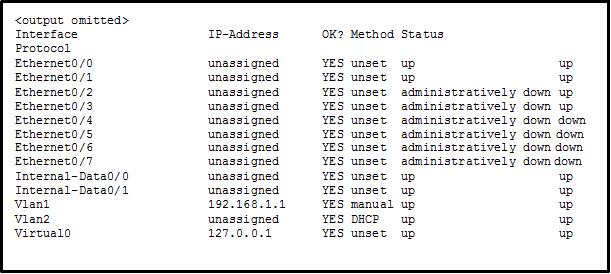 <output omitted>
Interface IP-Address OK? Method Status
Protocol
Ethernet0/0 unassigned YES unset up up
Ethernet0/1 unassigned YES unset up up
Ethernet0/2 unassigned YES unset administratively down up
Ethernet0/3 unassigned YES unset administratively down up
Ethernet0/4 unassigned YES unset administratively down down
Ethernet0/5 unassigned YES unset administratively down down
Ethernet0/6 unassigned YES unset administratively down down
Ethernet0/7 unassigned YES unset administratively down down
Internal-Data0/0 unassigned YES unset up up
Internal-Data0/1 unassigned YES unset up up
Vlan1 192.168.1.1 YES manual up up
Vlan2 unassigned YES DHCP up up
Virtual0 127.0.0.1 YES unset up up